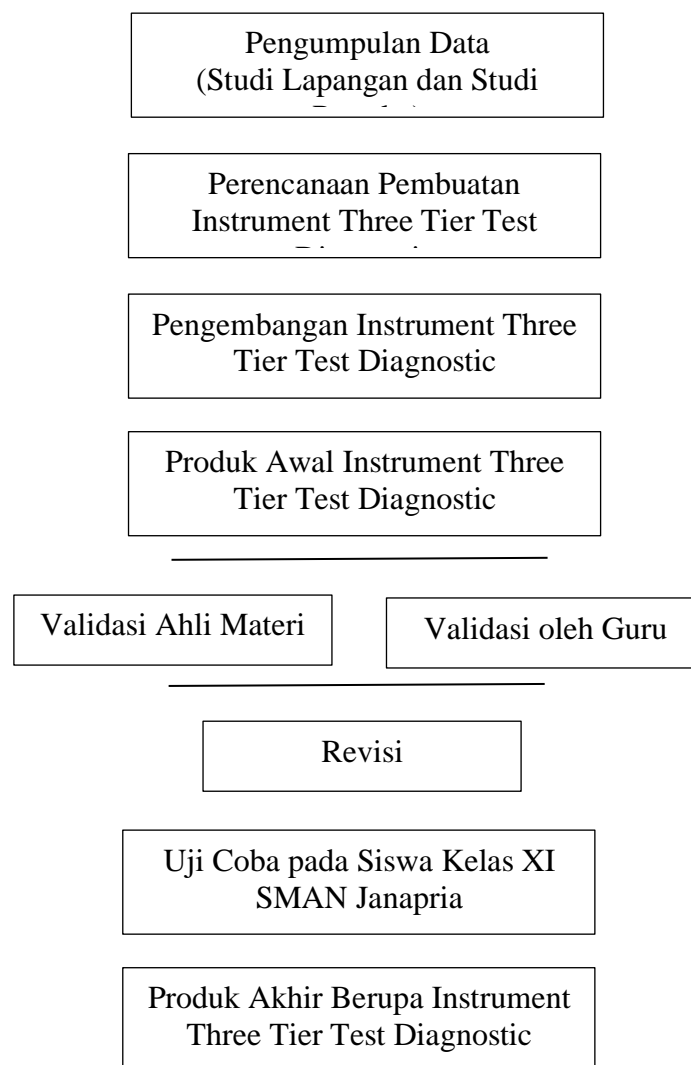 Pengumpulan Data
(Studi Lapangan dan Studi
Perencanaan Pembuatan
Instrument Three Tier Test
Pengembangan Instrument Three
Tier Test Diagnostic
Produk Awal Instrument Three
Tier Test Diagnostic
Validasi Ahli Materi
Validasi oleh Guru
Revisi
Uji Coba pada Siswa Kelas XI
SMAN Janapria
Produk Akhir Berupa Instrument
Three Tier Test Diagnostic